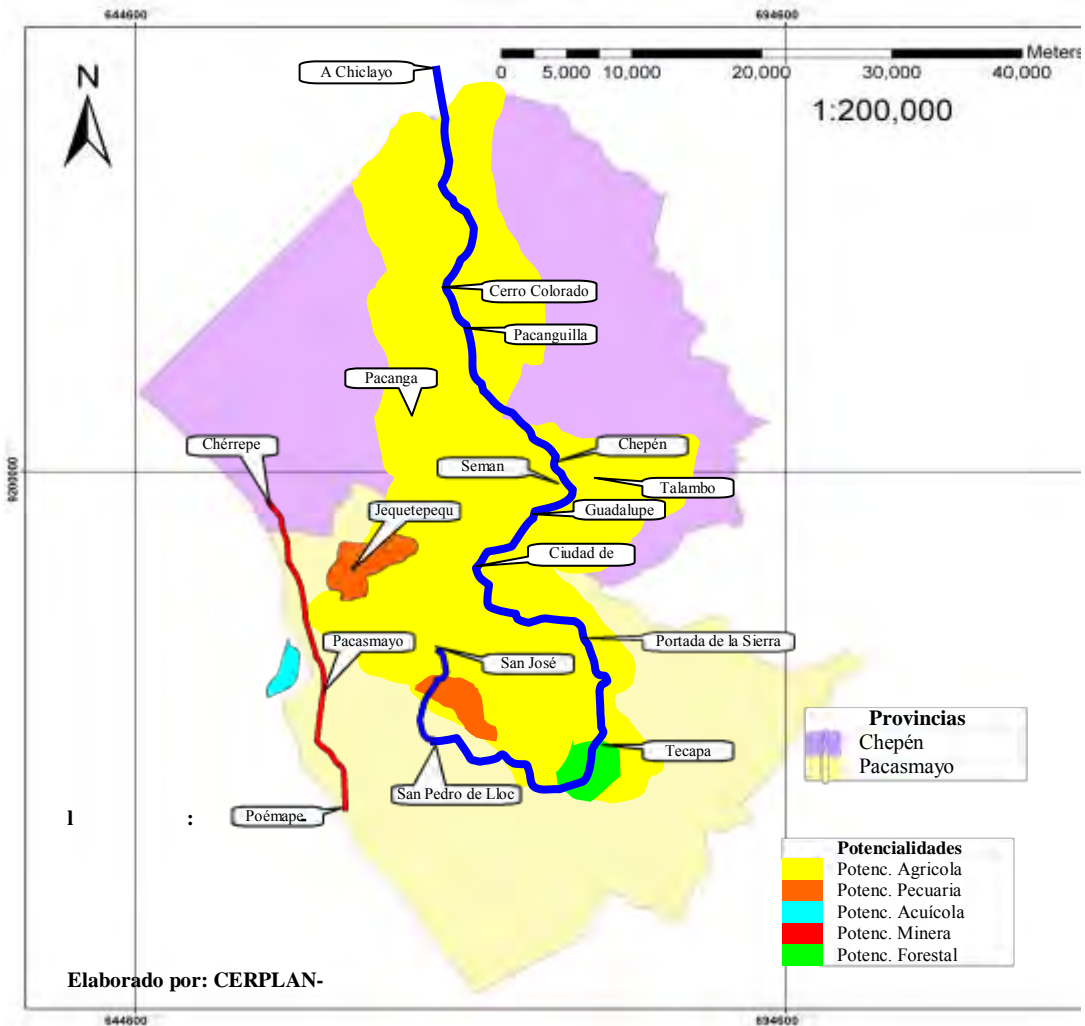 644600
694600
Meters
0
5,000
10,000
20,000
30,000
40,000
1:200,000
N
A Chiclayo
Cerro Colorado
Pacanguilla
Pacanga
Chérrepe
Chepén
Seman
Talambo
9200000
Jequetepequ
Guadalupe
Ciudad de
Pacasmayo
San José
Portada de la Sierra
Tecapa
San Pedro de Lloc
Poémape
l :
Provincias
Chepén
Pacasmayo
Potencialidades
Potenc. Agricola
Potenc. Pecuaria
Potenc. Acuícola
Potenc. Minera
Potenc. Forestal
Elaborado por: CERPLAN-
644600
694600